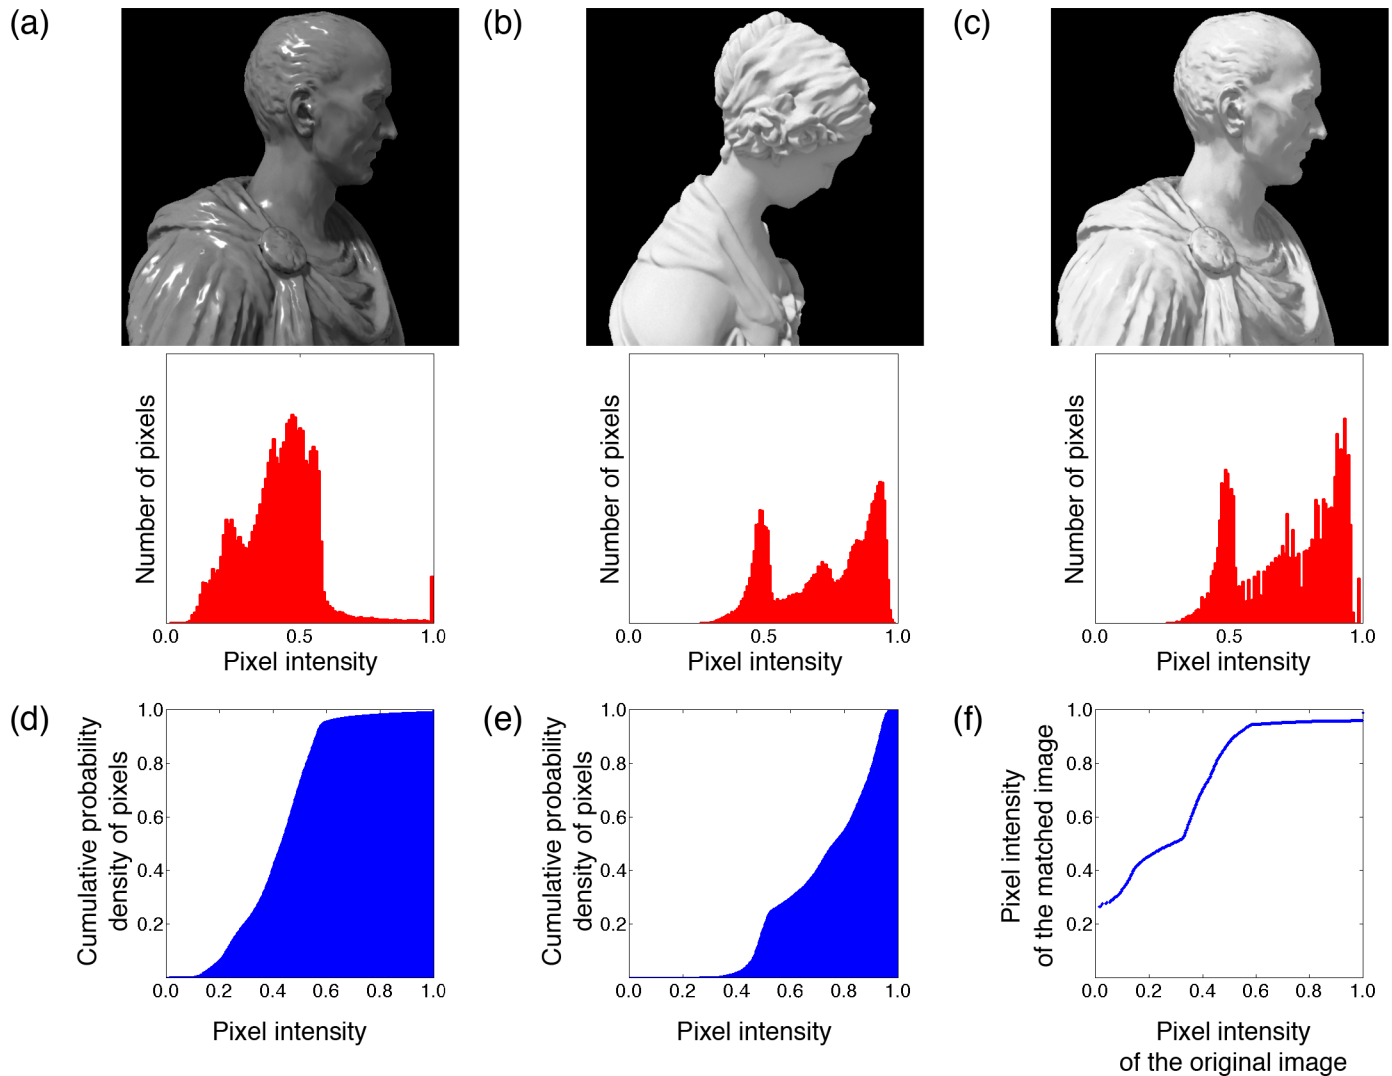 (a)
(b)
(c)
Number of pixels
0.0 0.5 1.0
Pixel intensity
Number of pixels
0.0 0.5 1.0
Pixel intensity
Number of pixels
0.0 0.5 1.0
Pixel intensity
(d)
Cumulative probability
density of pixels
1.0
0.8
0.6
0.4
0.2
0.0 0.2 0.4 0.6 0.8 1.0
Pixel intensity
(e)
Cumulative probability
density of pixels
1.0
0.8
0.6
0.4
0.2
0.0 0.2 0.4 0.6 0.8 1.0
Pixel intensity
(f)
Pixel intensity
of the matched image
1.0
0.8
0.6
0.4
0.2
0.0 0.2 0.4 0.6 0.8 1.0
Pixel intensity
of the original image